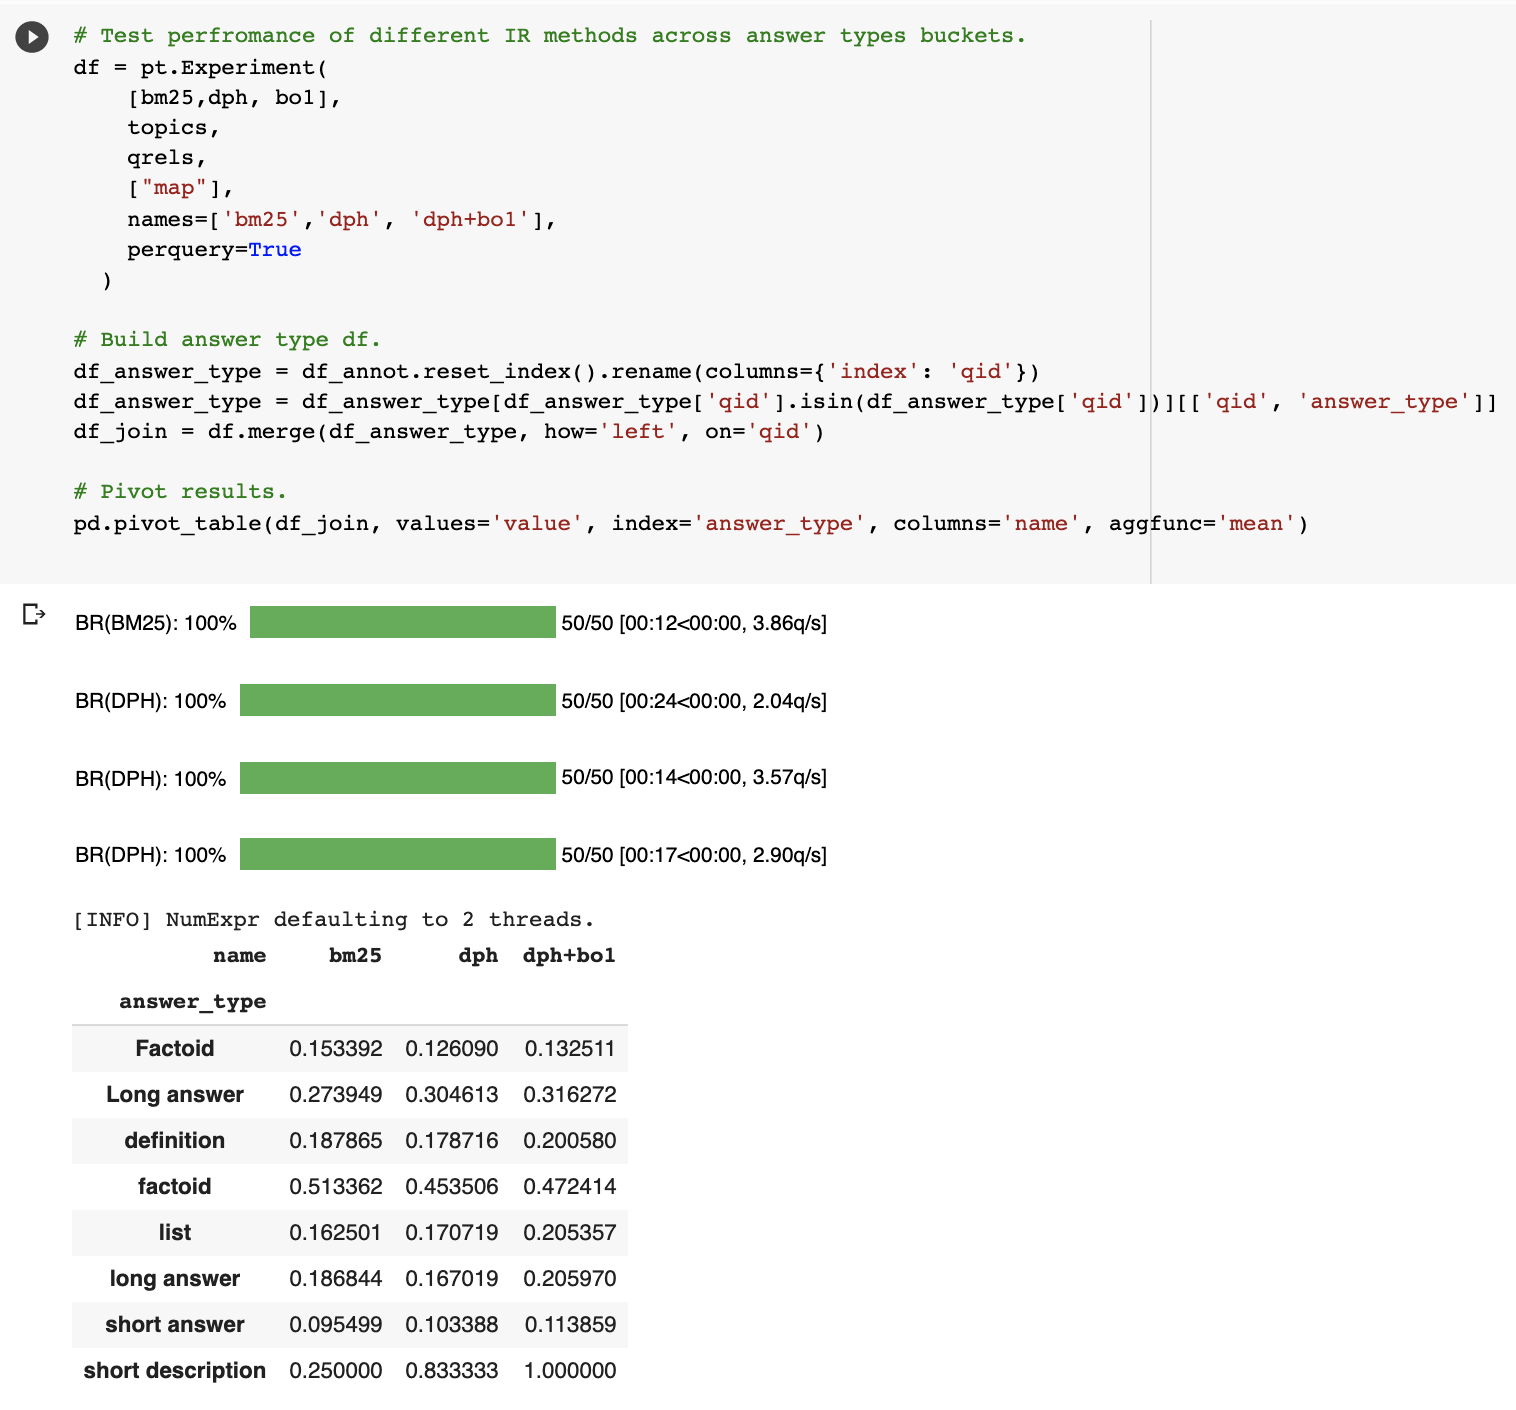 # Test perfromance of different IR methods across answer types buckets.
df = pt.Experiment(
    [bm25,dph, bo1],
    topics,
    qrels,
    ["map"],
    names=['bm25','dph', 'dph+bo1'],
    perquery=True
  )
# Build answer type df.
df_answer_type = df_annot.reset_index().rename(columns={'index': 'qid'})
df_answer_type = df_answer_type[df_answer_type['qid'].isin(df_answer_type['qid'])][['qid', 'answer_type']]
df_join = df.merge(df_answer_type, how='left', on='qid')
# Pivot results.
pd.pivot_table(df_join, values='value', index='answer_type', columns='name', aggfunc='mean')
BR(BM25): 100% 50/50 [00:12<00:00, 3.86q/s]
BR(DPH): 100% 50/50 [00:24<00:00, 2.04q/s]
BR(DPH): 100% 50/50 [00:14<00:00, 3.57q/s]
BR(DPH): 100% 50/50 [00:17<00:00, 2.90q/s]
[INFO] NumExpr defaulting to 2 threads.
name bm25 dph dph+bo1
answer_type
Factoid 0.153392 0.126090 0.132511
Long answer 0.273949 0.304613 0.316272
definition 0.187865 0.178716 0.200580
factoid 0.513362 0.453506 0.472414
list 0.162501 0.170719 0.205357
long answer 0.186844 0.167019 0.205970
short answer 0.095499 0.103388 0.113859
short description 0.250000 0.833333 1.000000